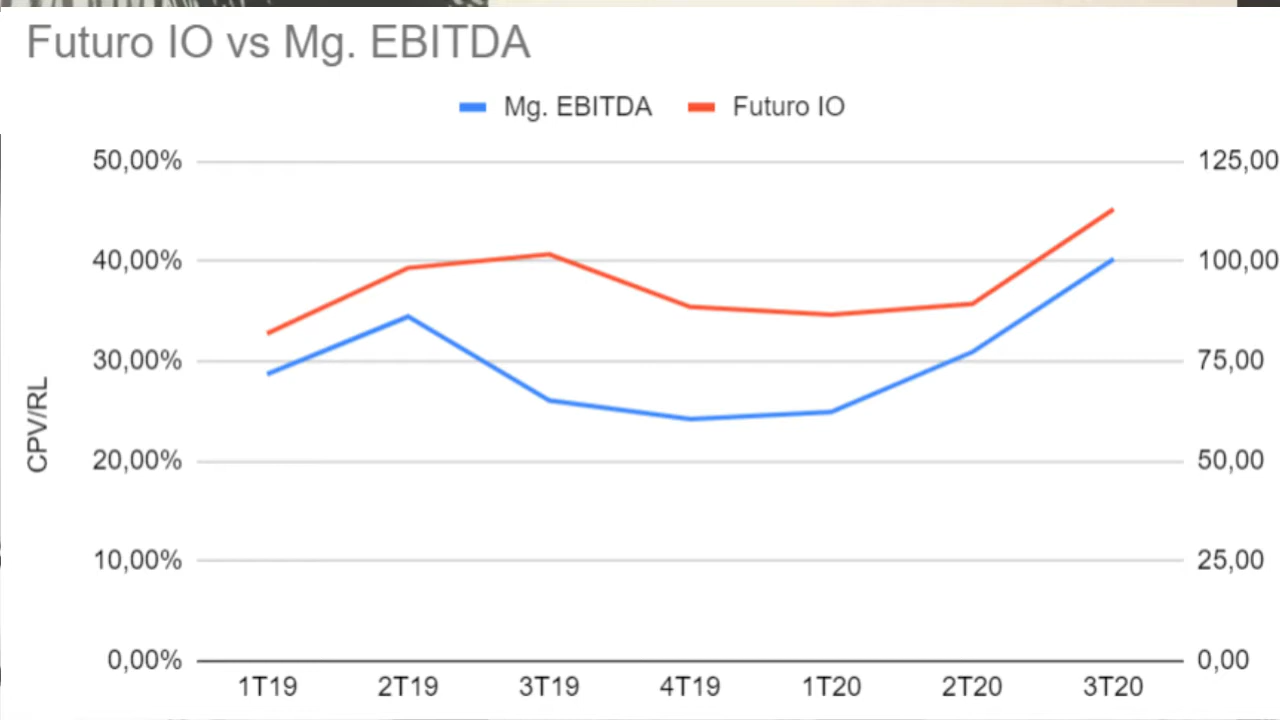 Futuro IO vs Mg. EBITDA
Mg. EBITDA Futuro IO
50,00% 125,00
40,00% 100,00
30,00% 75,00
CPV/RL
20,00% 50,00
10,00% 25,00
0,00% 0,00
1T19 2T19 3T19 4T19 1T20 2T20 3T20